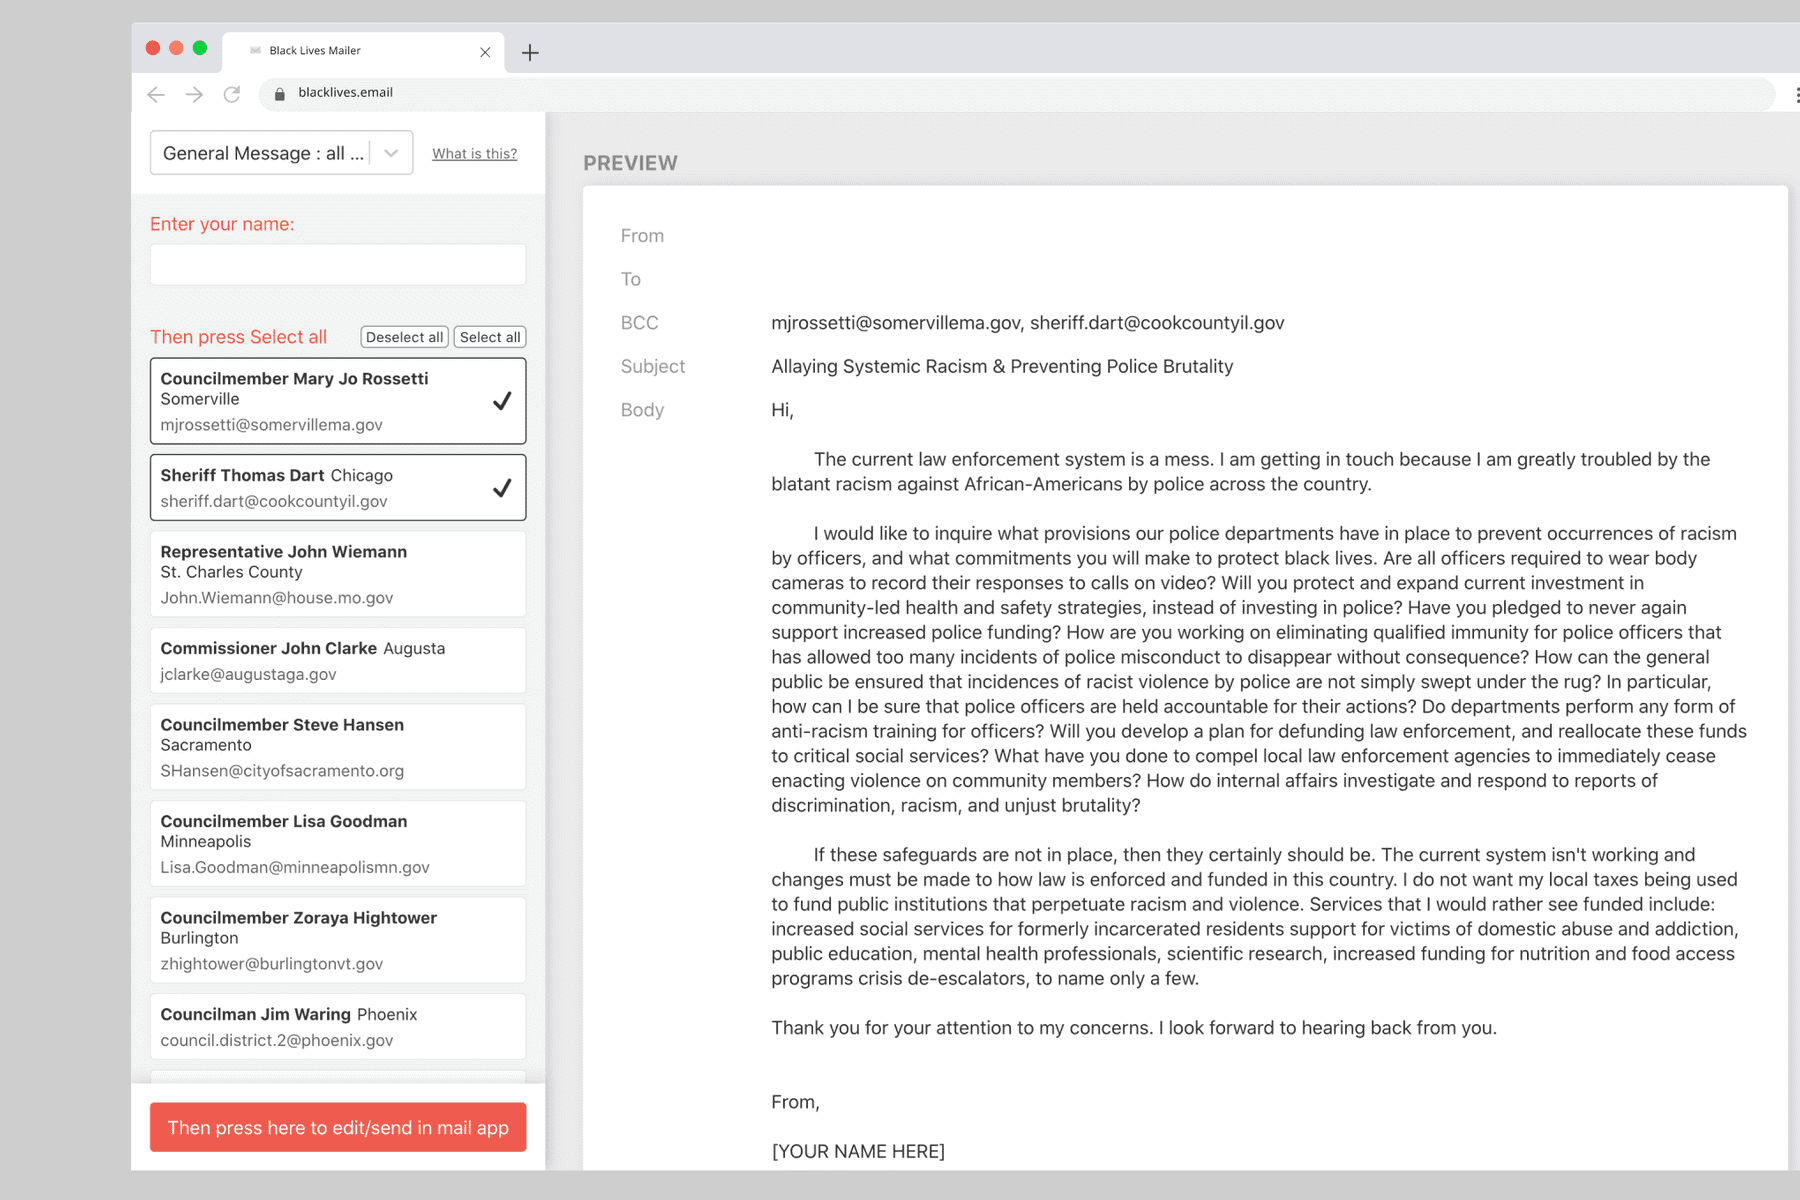 Black Lives Mailer
blacklives.email
General Message : all ...
What is this?
Enter your name:
Then press Select all
Deselect all
Select all
Councilmember Mary Jo Rossetti
Somerville
mjrossetti@somervillema.gov
Sheriff Thomas Dart Chicago
sheriff.dart@cookcountyil.gov
Representative John Wiemann
St. Charles County
John.Wiemann@house.mo.gov
Commissioner John Clarke Augusta
jclarke@augustaga.gov
Councilmember Steve Hansen
Sacramento
SHansen@cityofsacramento.org
Councilmember Lisa Goodman
Minneapolis
Lisa.Goodman@minneapolismn.gov
Councilmember Zoraya Hightower
Burlington
zhightower@burlingtonvt.gov
Councilman Jim Waring Phoenix
council.district.2@phoenix.gov
Then press here to edit/send in mail app
PREVIEW
From
To
BCC mjrossetti@somervillema.gov, sheriff.dart@cookcountyil.gov
Subject Allaying Systemic Racism & Preventing Police Brutality
Body Hi,
The current law enforcement system is a mess. I am getting in touch because I am greatly troubled by the
blatant racism against African-Americans by police across the country.
I would like to inquire what provisions our police departments have in place to prevent occurrences of racism
by officers, and what commitments you will make to protect black lives. Are all officers required to wear body
cameras to record their responses to calls on video? Will you protect and expand current investment in
community-led health and safety strategies, instead of investing in police? Have you pledged to never again
support increased police funding? How are you working on eliminating qualified immunity for police officers that
has allowed too many incidents of police misconduct to disappear without consequence? How can the general
public be ensured that incidences of racist violence by police are not simply swept under the rug? In particular,
how can I be sure that police officers are held accountable for their actions? Do departments perform any form of
anti-racism training for officers? Will you develop a plan for defunding law enforcement, and reallocate these funds
to critical social services? What have you done to compel local law enforcement agencies to immediately cease
enacting violence on community members? How do internal affairs investigate and respond to reports of
discrimination, racism, and unjust brutality?
If these safeguards are not in place, then they certainly should be. The current system isn't working and
changes must be made to how law is enforced and funded in this country. I do not want my local taxes being used
to fund public institutions that perpetuate racism and violence. Services that I would rather see funded include:
increased social services for formerly incarcerated residents support for victims of domestic abuse and addiction,
public education, mental health professionals, scientific research, increased funding for nutrition and food access
programs crisis de-escalators, to name only a few.
Thank you for your attention to my concerns. I look forward to hearing back from you.
From,
[YOUR NAME HERE]